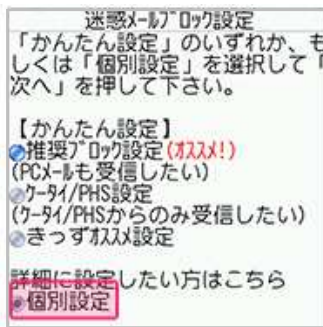 迷惑ﾒｰﾙﾌﾞﾛｯｸ設定
「かんたん設定」のいずれか、も
しくは「個別設定」を選択して「
次へ」を押して下さい。
【かんたん設定】
推奨ﾌﾞﾛｯｸ設定(ｵｽｽﾒ!)
(PCﾒｰﾙも受信したい)
ｹｰﾀｲ/PHS設定
(ｹｰﾀｲ/PHSからのみ受信したい)
きっずｵｽｽﾒ設定
詳細に設定したい方はこちら
個別設定